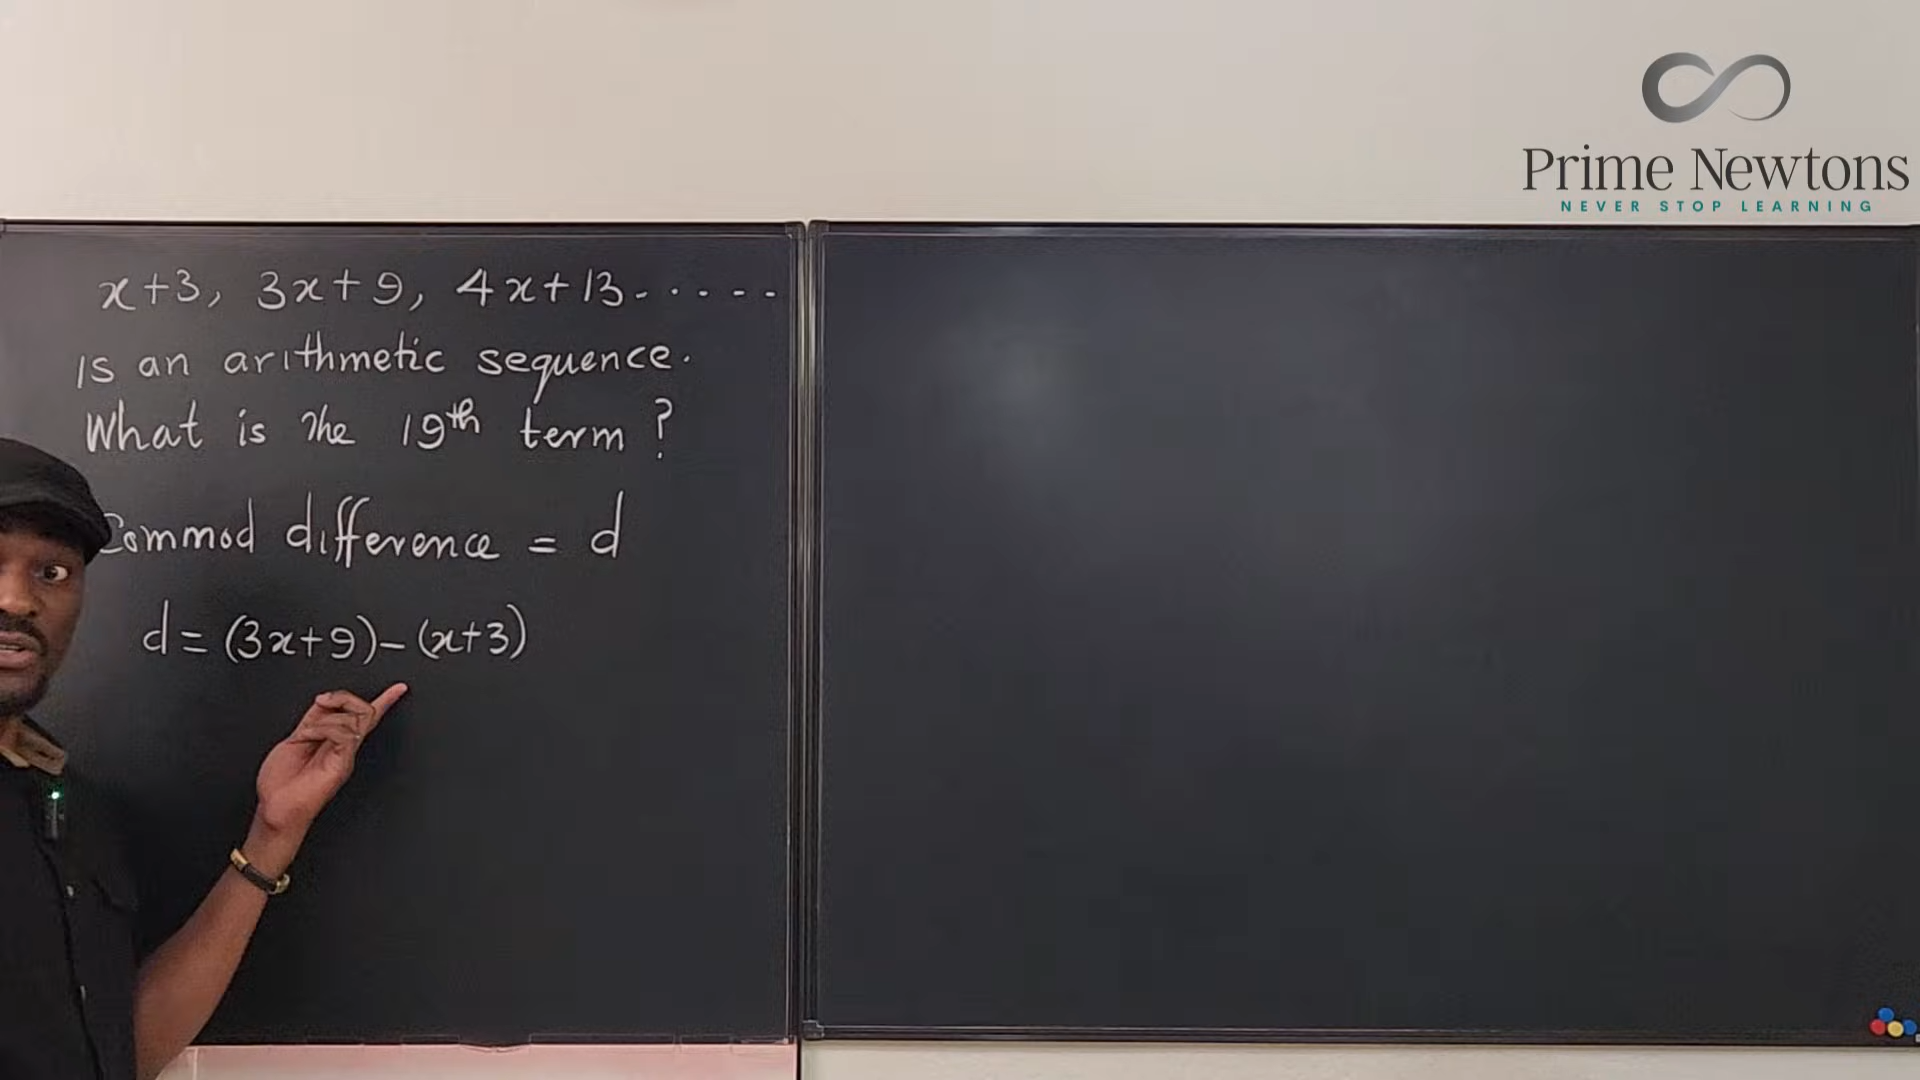 Prime Newtons
NEVER STOP LEARNING
x+3, 3x+9, 4x+13-·····--
is an arithmetic sequence.
What is the 19th term?
Commod difference = d
d=(3x+9)-(x+3)